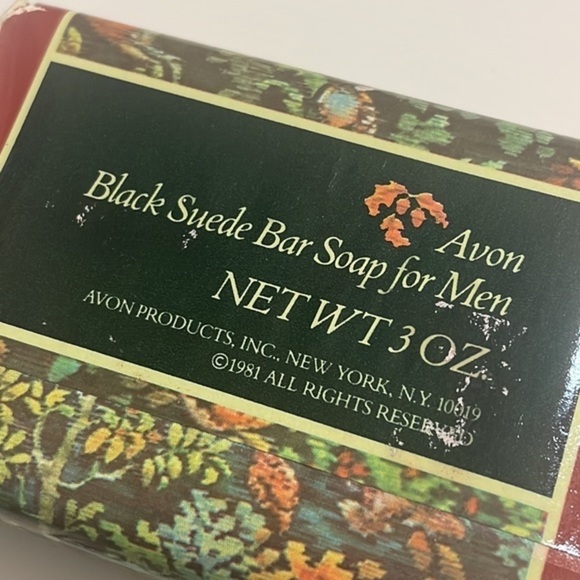 Avon
Black Suede Bar Soap for Men
NET WT 3 OZ.
AVON PRODUCTS, INC., NEW YORK, N.Y. 10019
©1981 ALL RIGHTS RESERVED